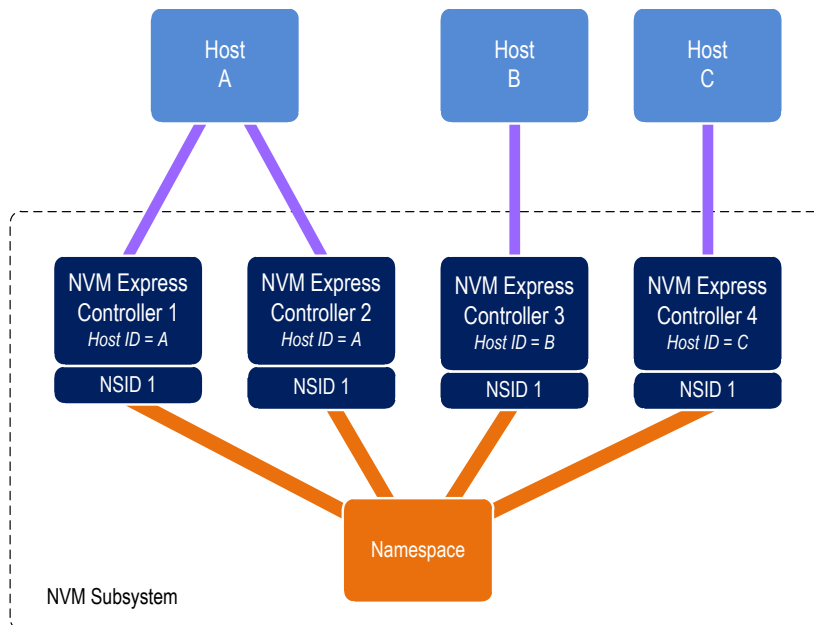 Host
A
Host
B
Host
C
NVM Express
Controller 1
Host ID = A
NVM Express
Controller 2
Host ID = A
NVM Express
Controller 3
Host ID = B
NVM Express
Controller 4
Host ID = C
NSID 1
NSID 1
NSID 1
NSID 1
Namespace
NVM Subsystem